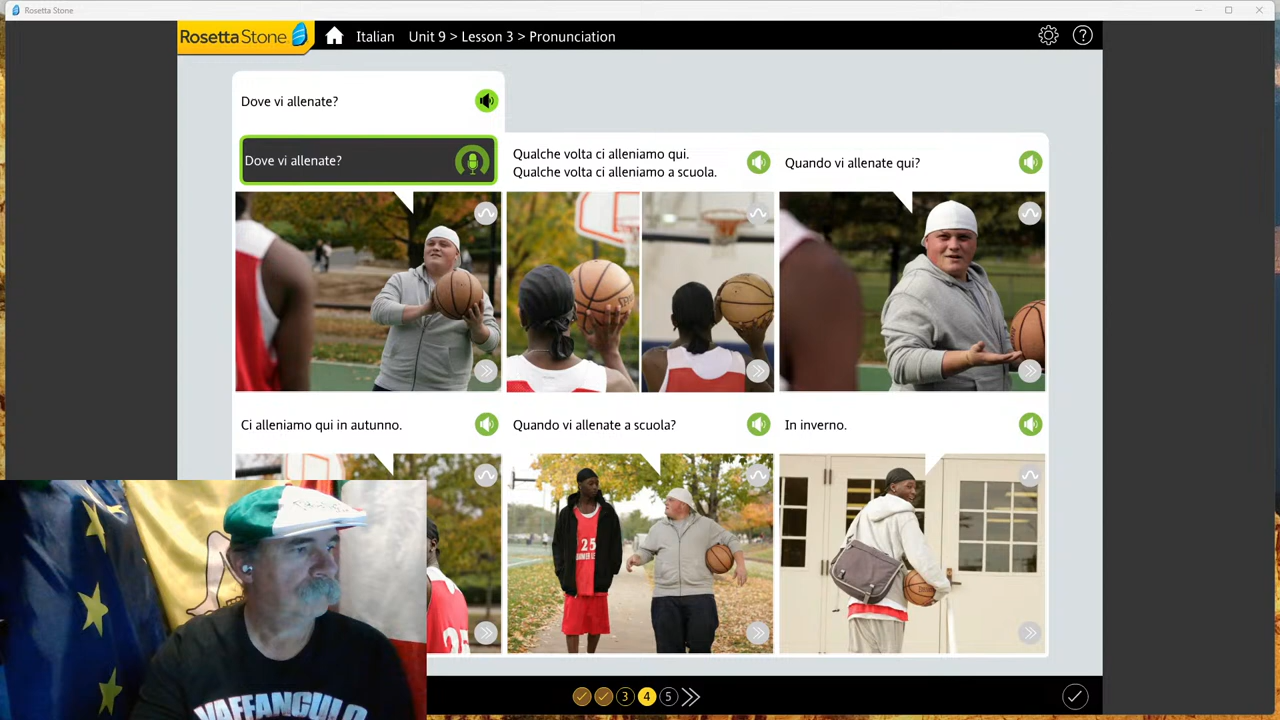 Rosetta Stone
RosettaStone
Italian Unit 9 > Lesson 3 > Pronunciation
Dove vi allenate?
Dove vi allenate?
Qualche volta ci alleniamo qui.
Qualche volta ci alleniamo a scuola.
Quando vi allenate qui?
Ci alleniamo qui in autunno.
Quando vi allenate a scuola?
In inverno.
25
25
VAFFANCULO
3 4 5